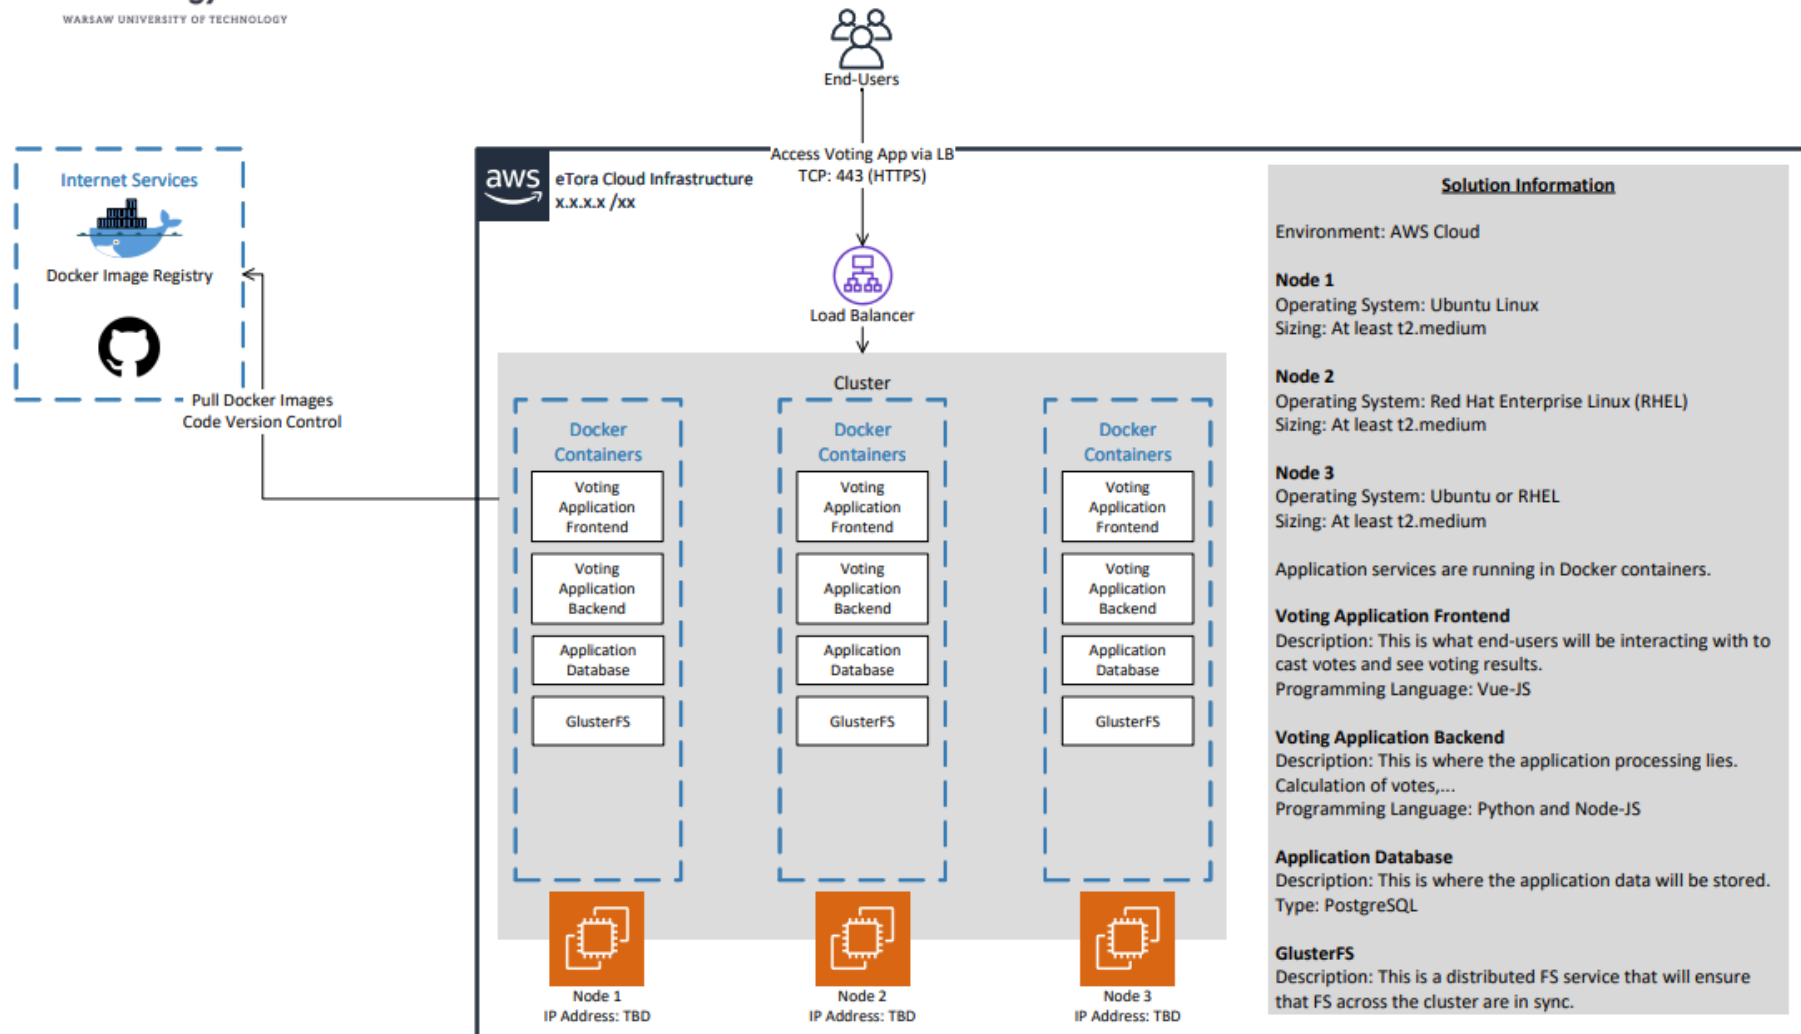 WARSAW UNIVERSITY OF TECHNOLOGY
End-Users
Access Voting App via LB
TCP: 443 (HTTPS)
Internet Services
Docker Image Registry
Pull Docker Images
Code Version Control
aws
eTora Cloud Infrastructure
x.x.x.x /xx
Load Balancer
Cluster
Docker
Containers
Voting
Application
Frontend
Voting
Application
Backend
Application
Database
GlusterFS
Node 1
IP Address: TBD
Docker
Containers
Voting
Application
Frontend
Voting
Application
Backend
Application
Database
GlusterFS
Node 2
IP Address: TBD
Docker
Containers
Voting
Application
Frontend
Voting
Application
Backend
Application
Database
GlusterFS
Node 3
IP Address: TBD
Solution Information
Environment: AWS Cloud
Node 1
Operating System: Ubuntu Linux
Sizing: At least t2.medium
Node 2
Operating System: Red Hat Enterprise Linux (RHEL)
Sizing: At least t2.medium
Node 3
Operating System: Ubuntu or RHEL
Sizing: At least t2.medium
Application services are running in Docker containers.
Voting Application Frontend
Description: This is what end-users will be interacting with to
cast votes and see voting results.
Programming Language: Vue-JS
Voting Application Backend
Description: This is where the application processing lies.
Calculation of votes,...
Programming Language: Python and Node-JS
Application Database
Description: This is where the application data will be stored.
Type: PostgreSQL
GlusterFS
Description: This is a distributed FS service that will ensure
that FS across the cluster are in sync.